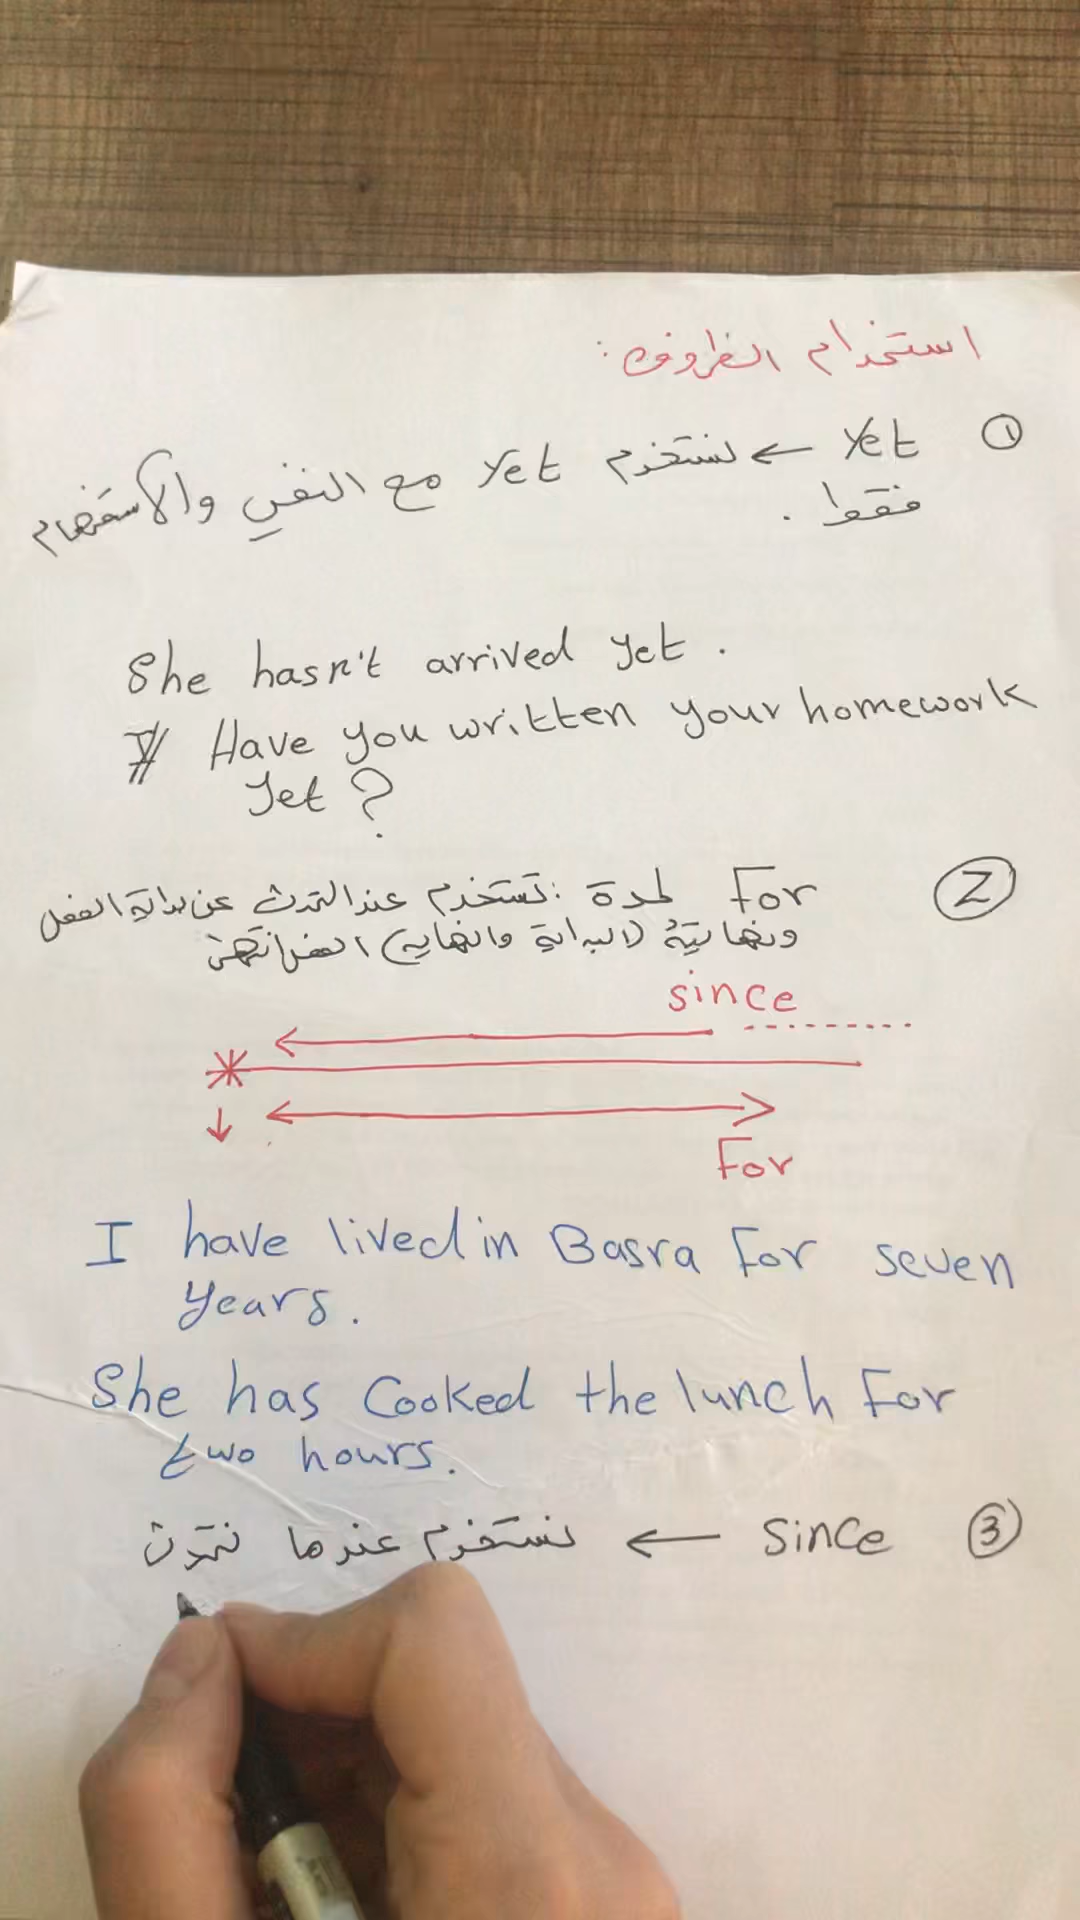 استخدام الظروف:
① Yet ← نستخدم Yet مع النفي والاستفهام
فقط.
She hasn't arrived yet.
Have you written your homework
Yet?
② For لمدة: تستخدم عند التحدث عن بداية الفعل
ونهايتهُ (البداية والنهاية) الفعل انتهى
since
For
I have lived in Basra For seven
years.
She has Cooked the lunch For
two hours.
③ Since ← نستخدم عندما نتحدث